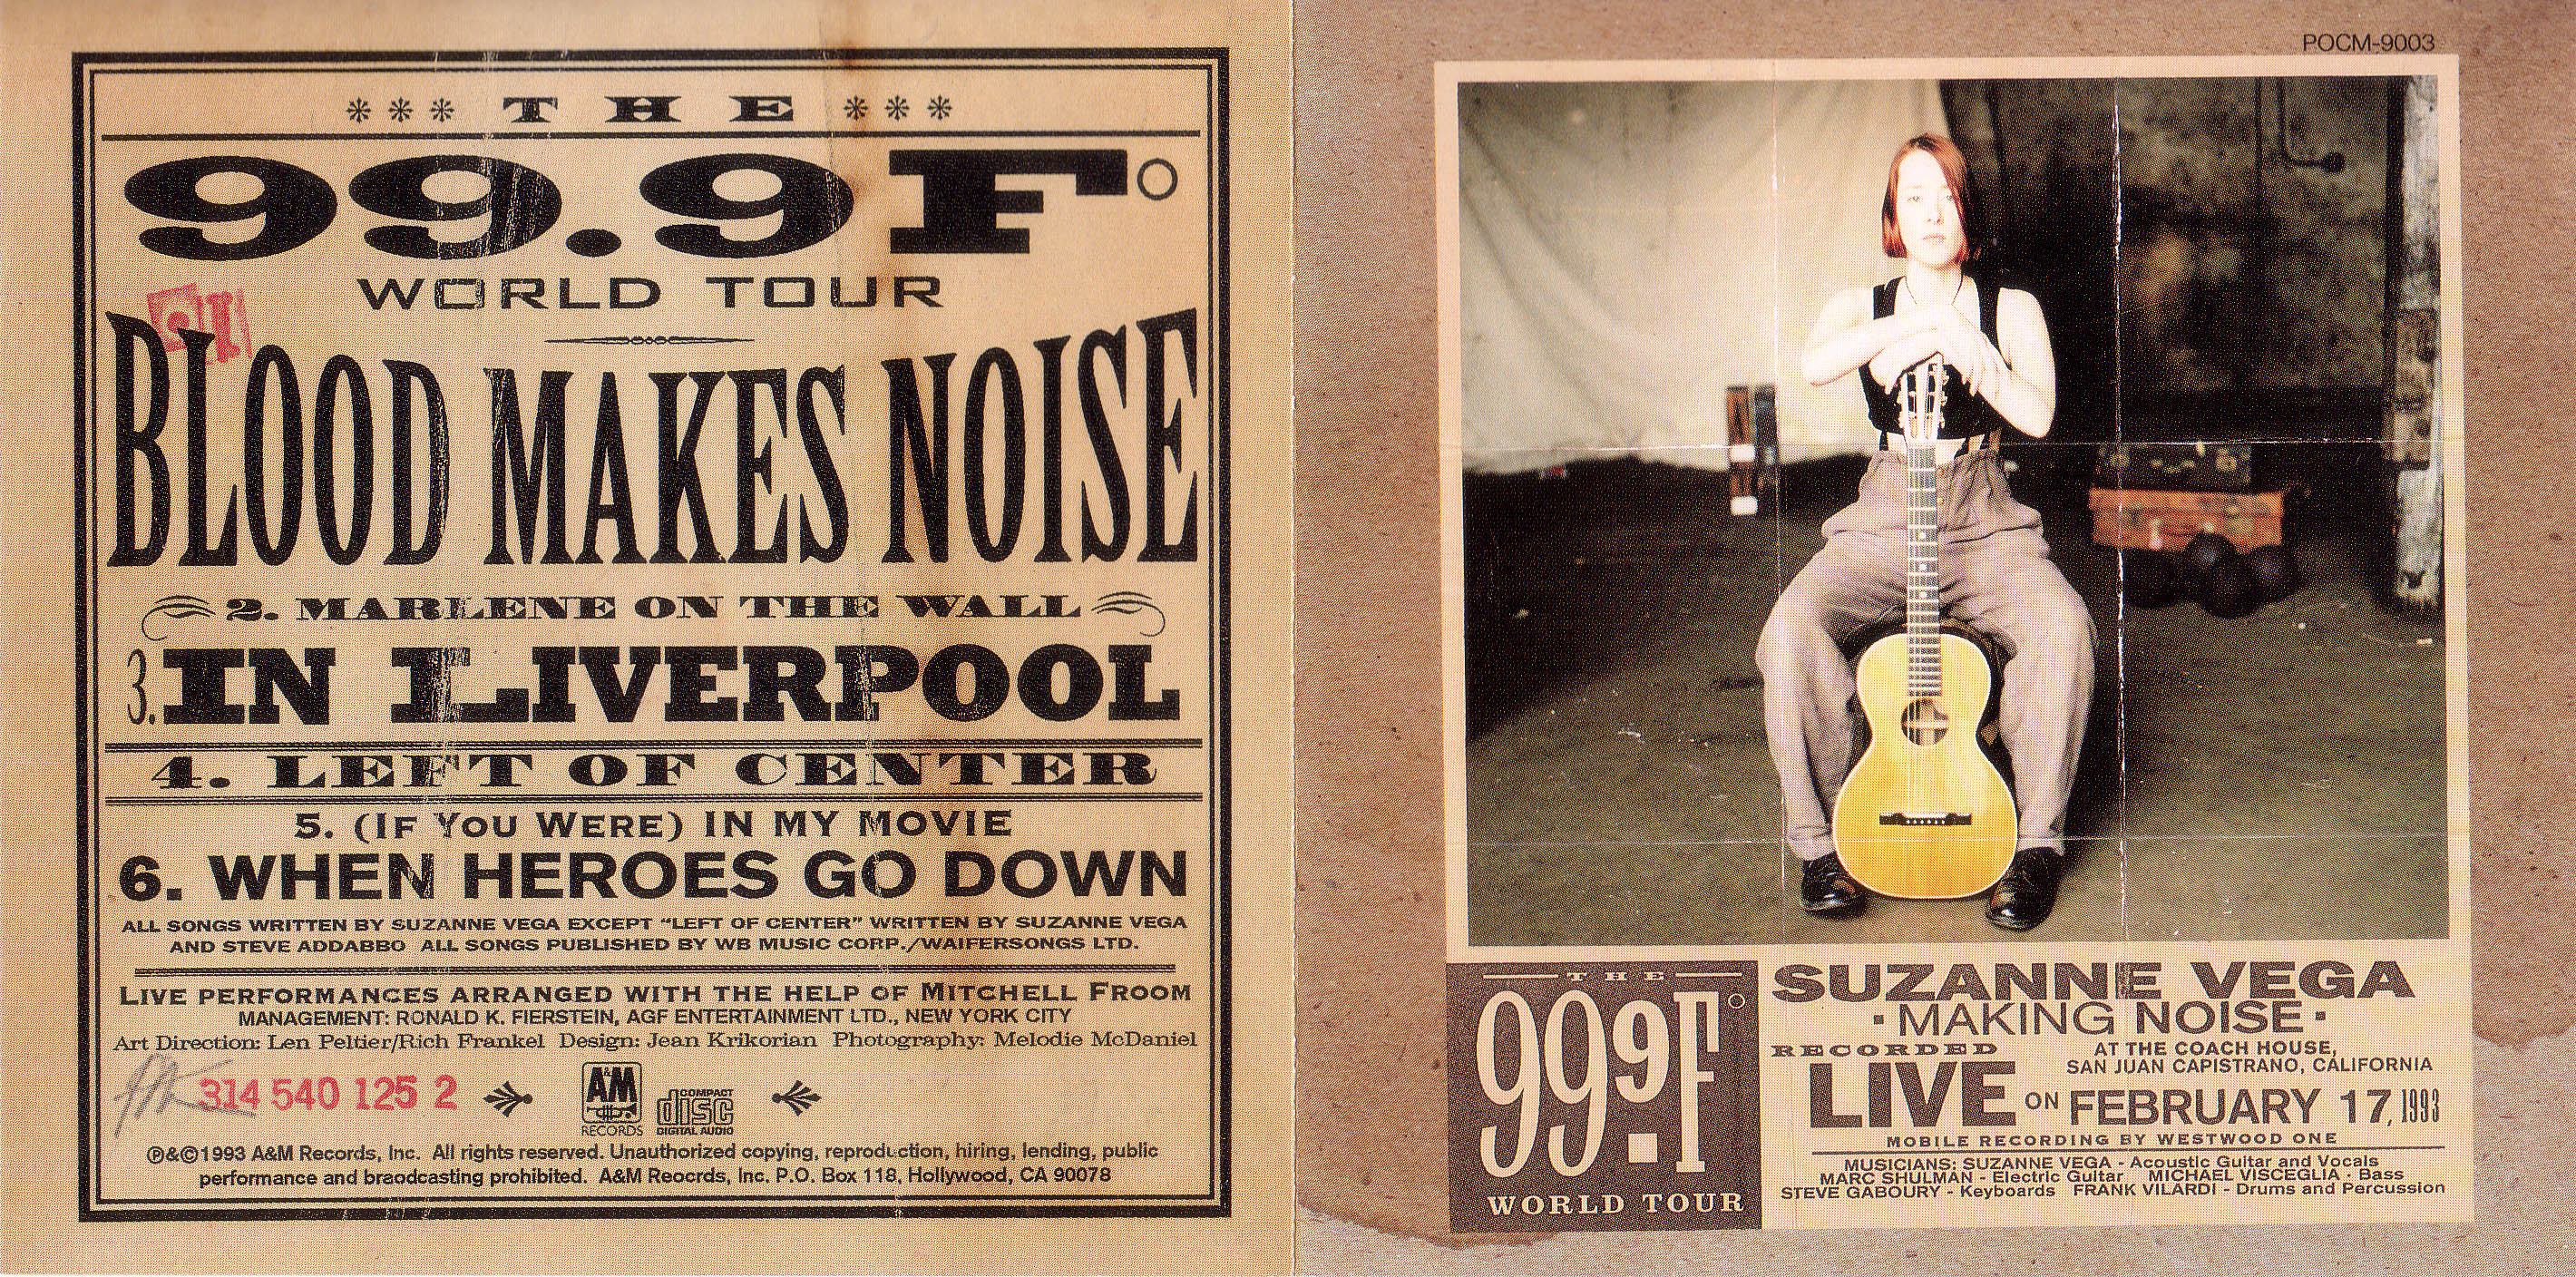 *** THE ***
99.9F°
WORLD TOUR
BLOOD MAKES NOISE
2. MARLENE ON THE WALL
3. IN LIVERPOOL
4. LEFT OF CENTER
5. (IF YOU WERE) IN MY MOVIE
6. WHEN HEROES GO DOWN
ALL SONGS WRITTEN BY SUZANNE VEGA EXCEPT "LEFT OF CENTER" WRITTEN BY SUZANNE VEGA
AND STEVE ADDABBO ALL SONGS PUBLISHED BY WB MUSIC CORP./WAIFERSONGS LTD.
LIVE PERFORMANCES ARRANGED WITH THE HELP OF MITCHELL FROOM
MANAGEMENT: RONALD K. FIERSTEIN, AGF ENTERTAINMENT LTD., NEW YORK CITY
Art Direction: Len Peltier/Rich Frankel Design: Jean Krikorian Photography: Melodie McDaniel
314 540 125 2
A&M
RECORDS
COMPACT
disc
DIGITAL AUDIO
℗&©1993 A&M Records, Inc. All rights reserved. Unauthorized copying, reproduction, hiring, lending, public
performance and braodcasting prohibited. A&M Reocrds, Inc. P.O. Box 118, Hollywood, CA 90078
POCM-9003
THE
99.9F°
WORLD TOUR
SUZANNE VEGA
·MAKING NOISE·
RECORDED
LIVE
AT THE COACH HOUSE,
SAN JUAN CAPISTRANO, CALIFORNIA
ON FEBRUARY 17, 1993
MOBILE RECORDING BY WESTWOOD ONE
MUSICIANS: SUZANNE VEGA - Acoustic Guitar and Vocals
MARC SHULMAN - Electric Guitar MICHAEL VISCEGLIA - Bass
STEVE GABOURY - Keyboards FRANK VILARDI - Drums and Percussion